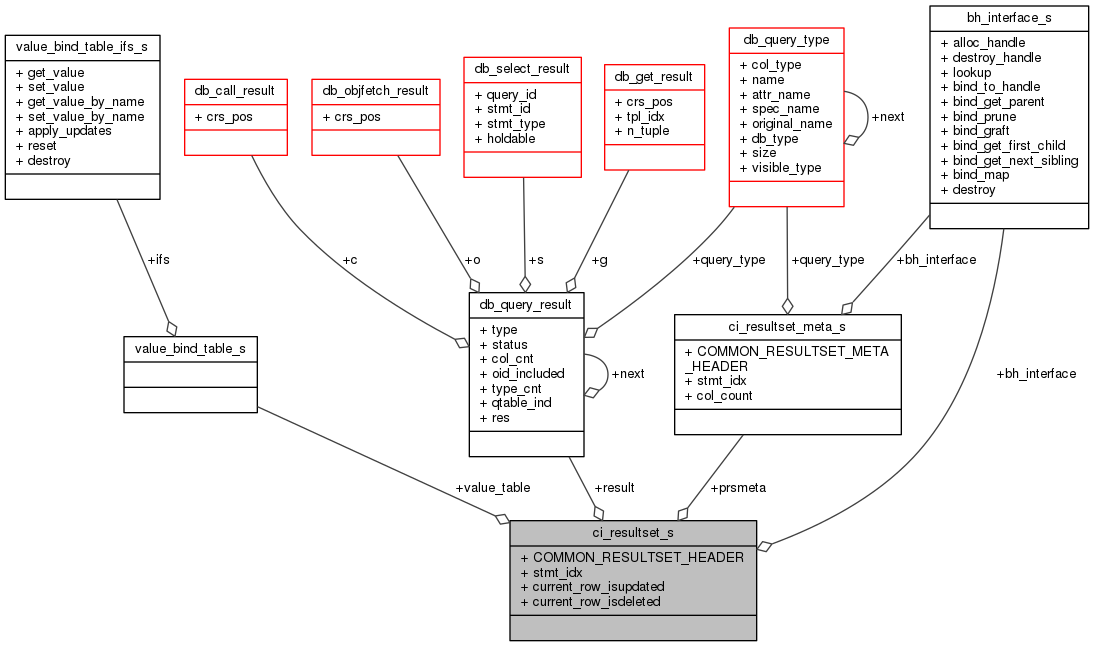 value_bind_table_ifs_s
+ get_value
+ set_value
+ get_value_by_name
+ set_value_by_name
+ apply_updates
+ reset
+ destroy
db_call_result
+ crs_pos
db_objfetch_result
+ crs_pos
db_select_result
+ query_id
+ stmt_id
+ stmt_type
+ holdable
db_get_result
+ crs_pos
+ tpl_idx
+ n_tuple
db_query_type
+ col_type
+ name
+ attr_name
+ spec_name
+ original_name
+ db_type
+ size
+ visible_type
+next
bh_interface_s
+ alloc_handle
+ destroy_handle
+ lookup
+ bind_to_handle
+ bind_get_parent
+ bind_prune
+ bind_graft
+ bind_get_first_child
+ bind_get_next_sibling
+ bind_map
+ destroy
+ifs
+c
+o
+s
+g
+query_type
+query_type
+bh_interface
value_bind_table_s
db_query_result
+ type
+ status
+ col_cnt
+ oid_included
+ type_cnt
+ qtable_ind
+ res
+next
ci_resultset_meta_s
+ COMMON_RESULTSET_META
_HEADER
+ stmt_idx
+ col_count
+bh_interface
+value_table
+result
+prsmeta
ci_resultset_s
+ COMMON_RESULTSET_HEADER
+ stmt_idx
+ current_row_isupdated
+ current_row_isdeleted